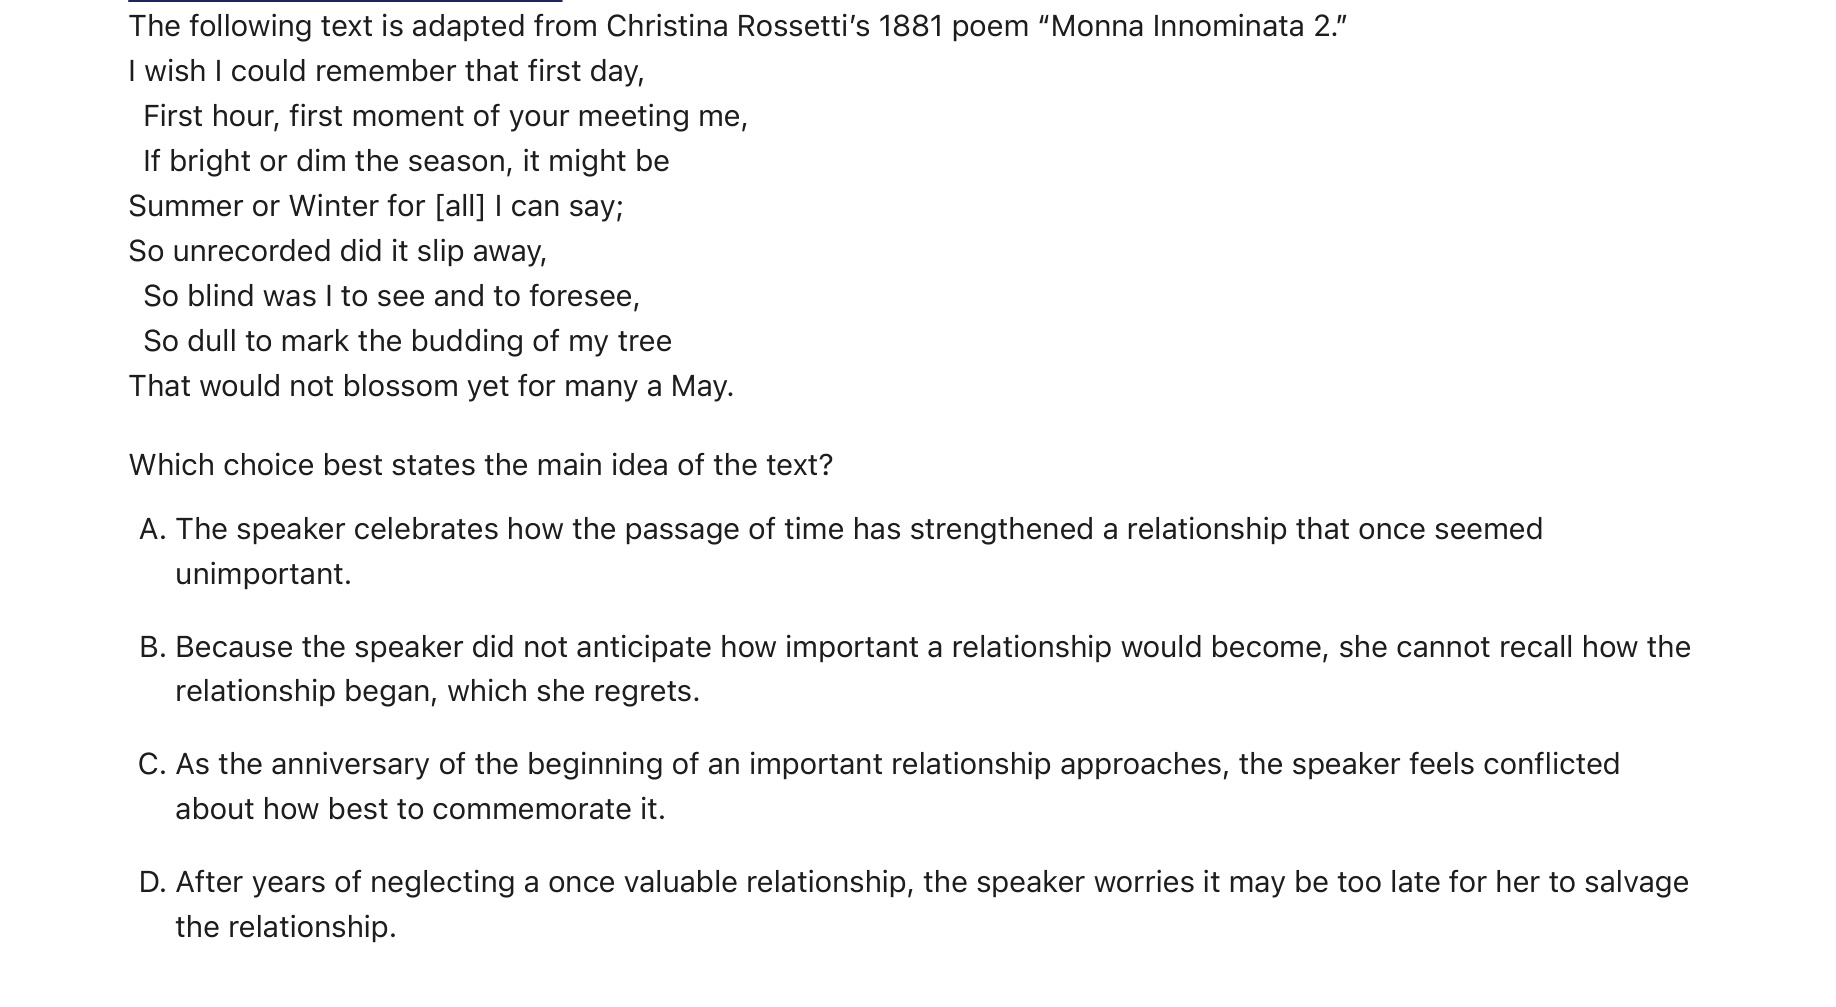 The following text is adapted from Christina Rossetti’s 1881 poem “Monna Innominata 2.”
I wish I could remember that first day,
First hour, first moment of your meeting me,
If bright or dim the season, it might be
Summer or Winter for [all] I can say;
So unrecorded did it slip away,
So blind was I to see and to foresee,
So dull to mark the budding of my tree
That would not blossom yet for many a May.
Which choice best states the main idea of the text?
A. The speaker celebrates how the passage of time has strengthened a relationship that once seemed
unimportant.
B. Because the speaker did not anticipate how important a relationship would become, she cannot recall how the
relationship began, which she regrets.
C. As the anniversary of the beginning of an important relationship approaches, the speaker feels conflicted
about how best to commemorate it.
D. After years of neglecting a once valuable relationship, the speaker worries it may be too late for her to salvage
the relationship.